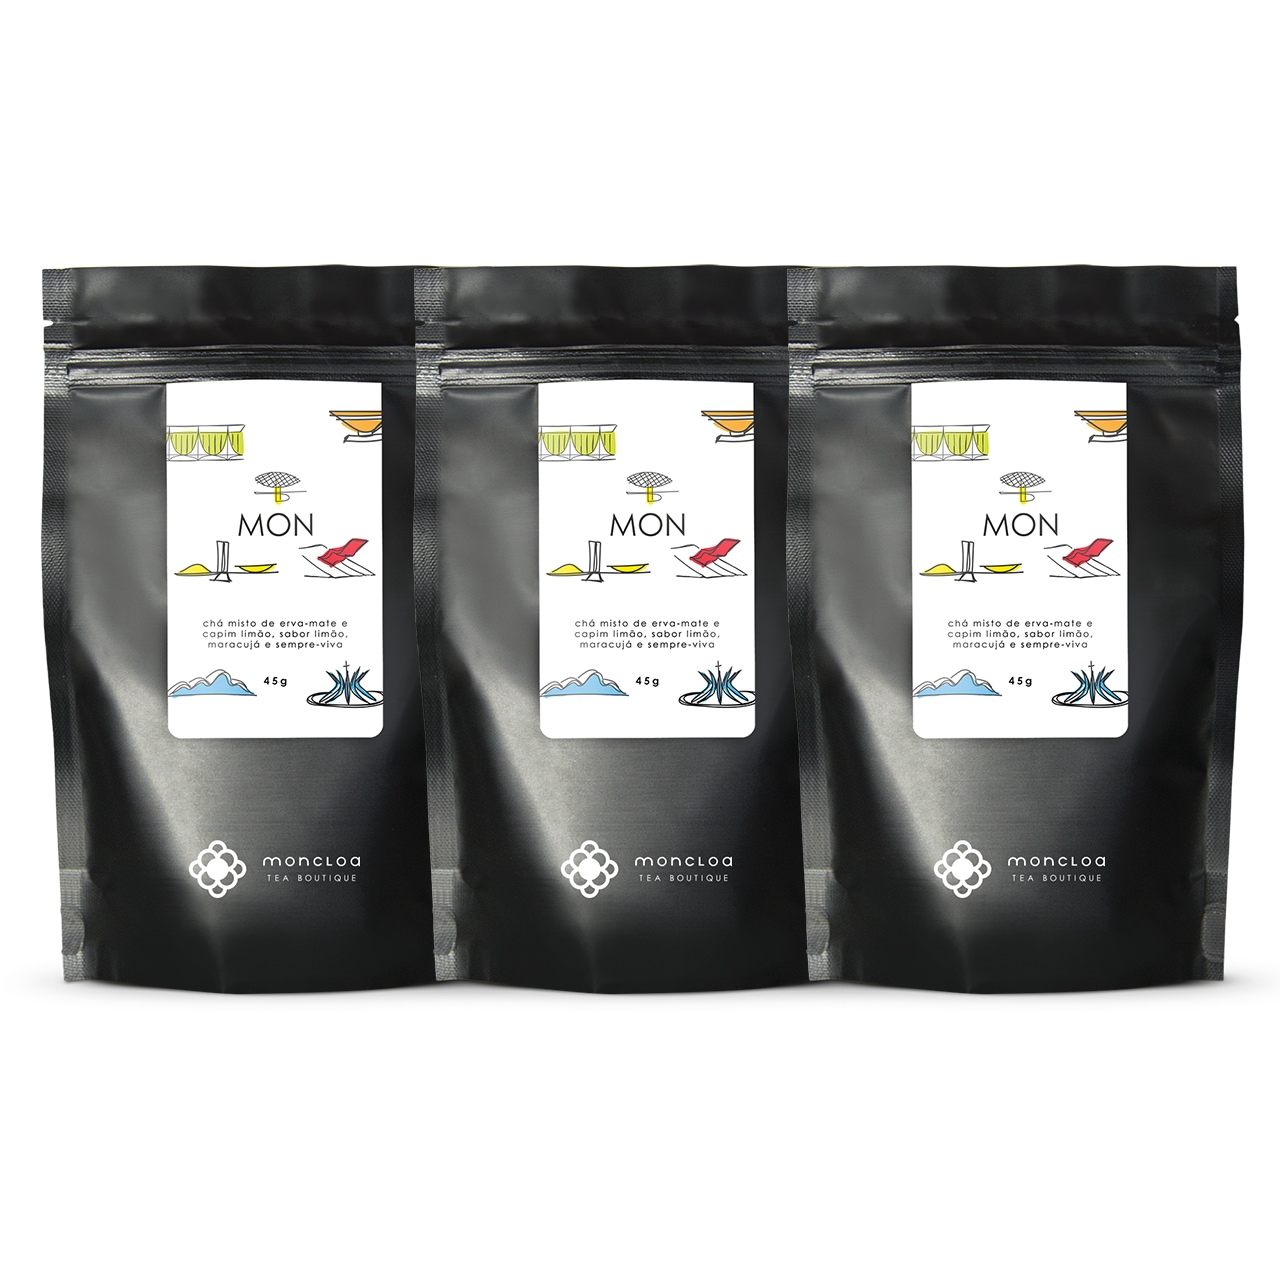 MON
chá misto de erva-mate e
capim limão, sabor limão,
maracujá e sempre-viva
45g
moncloa
TEA BOUTIQUE
MON
chá misto de erva-mate e
capim limão, sabor limão,
maracujá e sempre-viva
45g
moncloa
TEA BOUTIQUE
MON
chá misto de erva-mate e
capim limão, sabor limão,
maracujá e sempre-viva
45g
moncloa
TEA BOUTIQUE